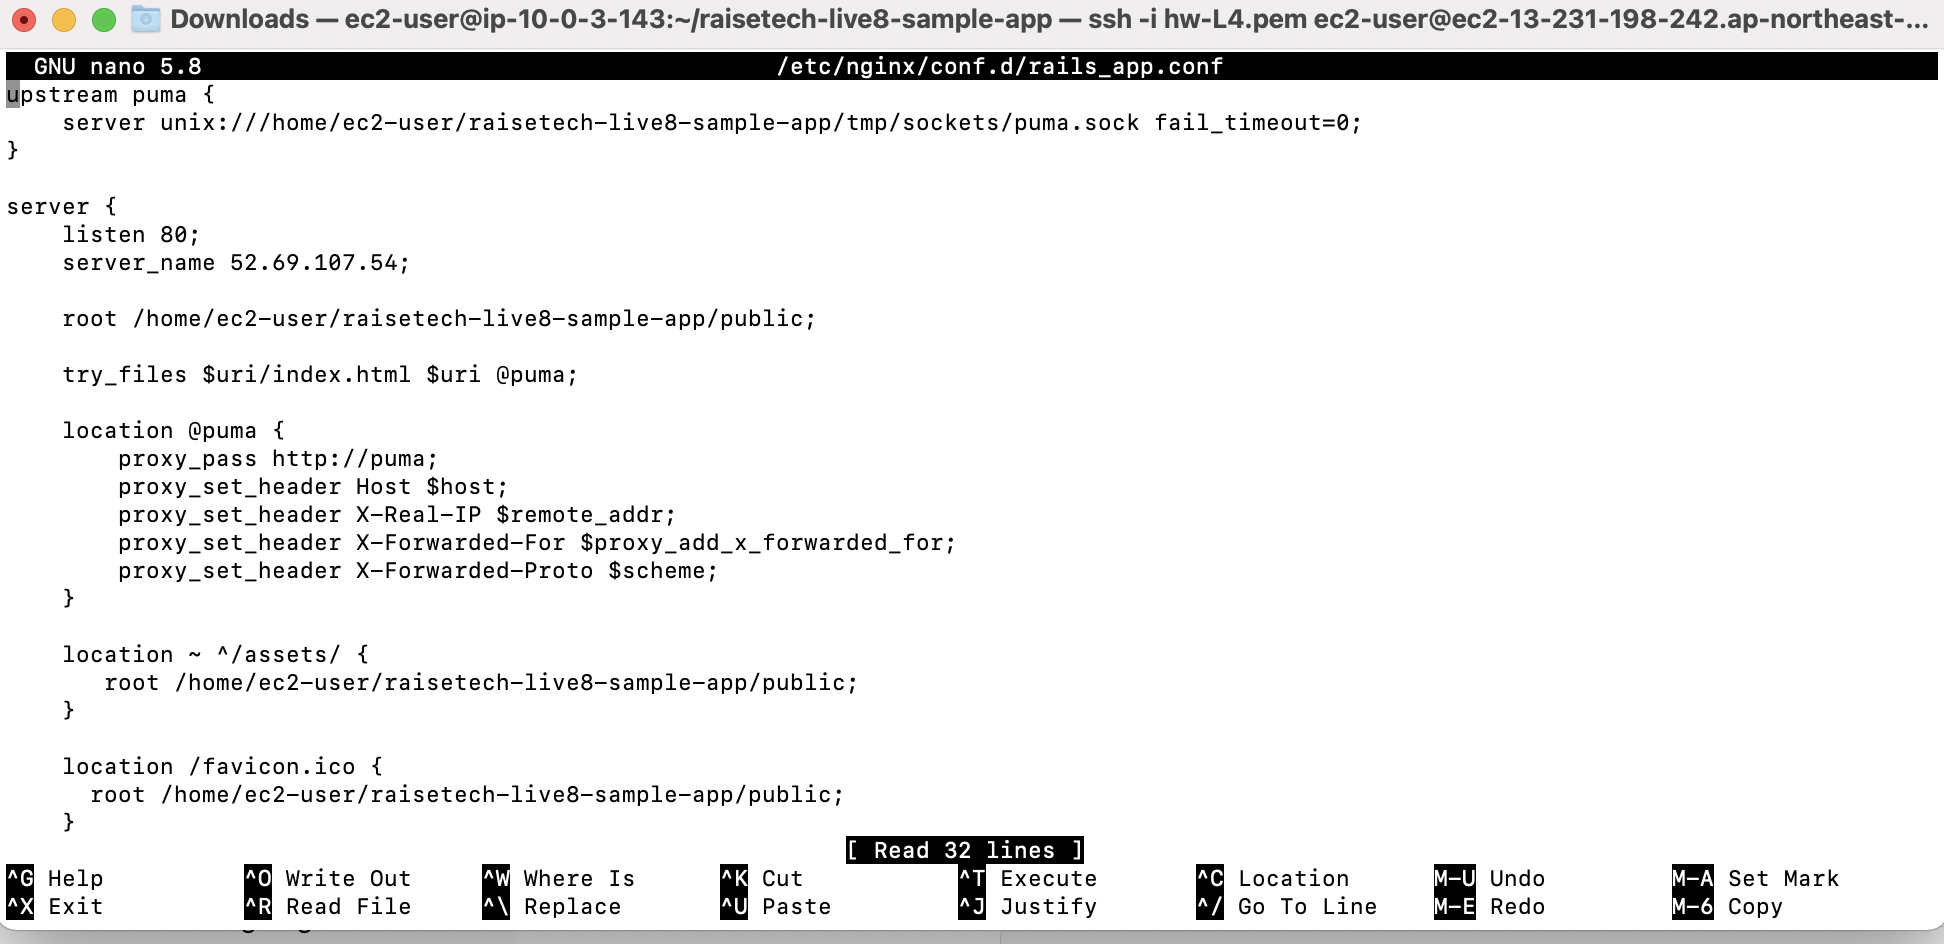 Downloads — ec2-user@ip-10-0-3-143:~/raisetech-live8-sample-app — ssh -i hw-L4.pem ec2-user@ec2-13-231-198-242.ap-northeast-...
GNU nano 5.8 /etc/nginx/conf.d/rails_app.conf
upstream puma {
    server unix:///home/ec2-user/raisetech-live8-sample-app/tmp/sockets/puma.sock fail_timeout=0;
}
server {
    listen 80;
    server_name 52.69.107.54;
    root /home/ec2-user/raisetech-live8-sample-app/public;
    try_files $uri/index.html $uri @puma;
    location @puma {
        proxy_pass http://puma;
        proxy_set_header Host $host;
        proxy_set_header X-Real-IP $remote_addr;
        proxy_set_header X-Forwarded-For $proxy_add_x_forwarded_for;
        proxy_set_header X-Forwarded-Proto $scheme;
    }
    location ~ ^/assets/ {
       root /home/ec2-user/raisetech-live8-sample-app/public;
    }
    location /favicon.ico {
      root /home/ec2-user/raisetech-live8-sample-app/public;
    }
[ Read 32 lines ]
^G Help ^O Write Out ^W Where Is ^K Cut ^T Execute ^C Location M-U Undo M-A Set Mark
^X Exit ^R Read File ^\ Replace ^U Paste ^J Justify ^/ Go To Line M-E Redo M-6 Copy